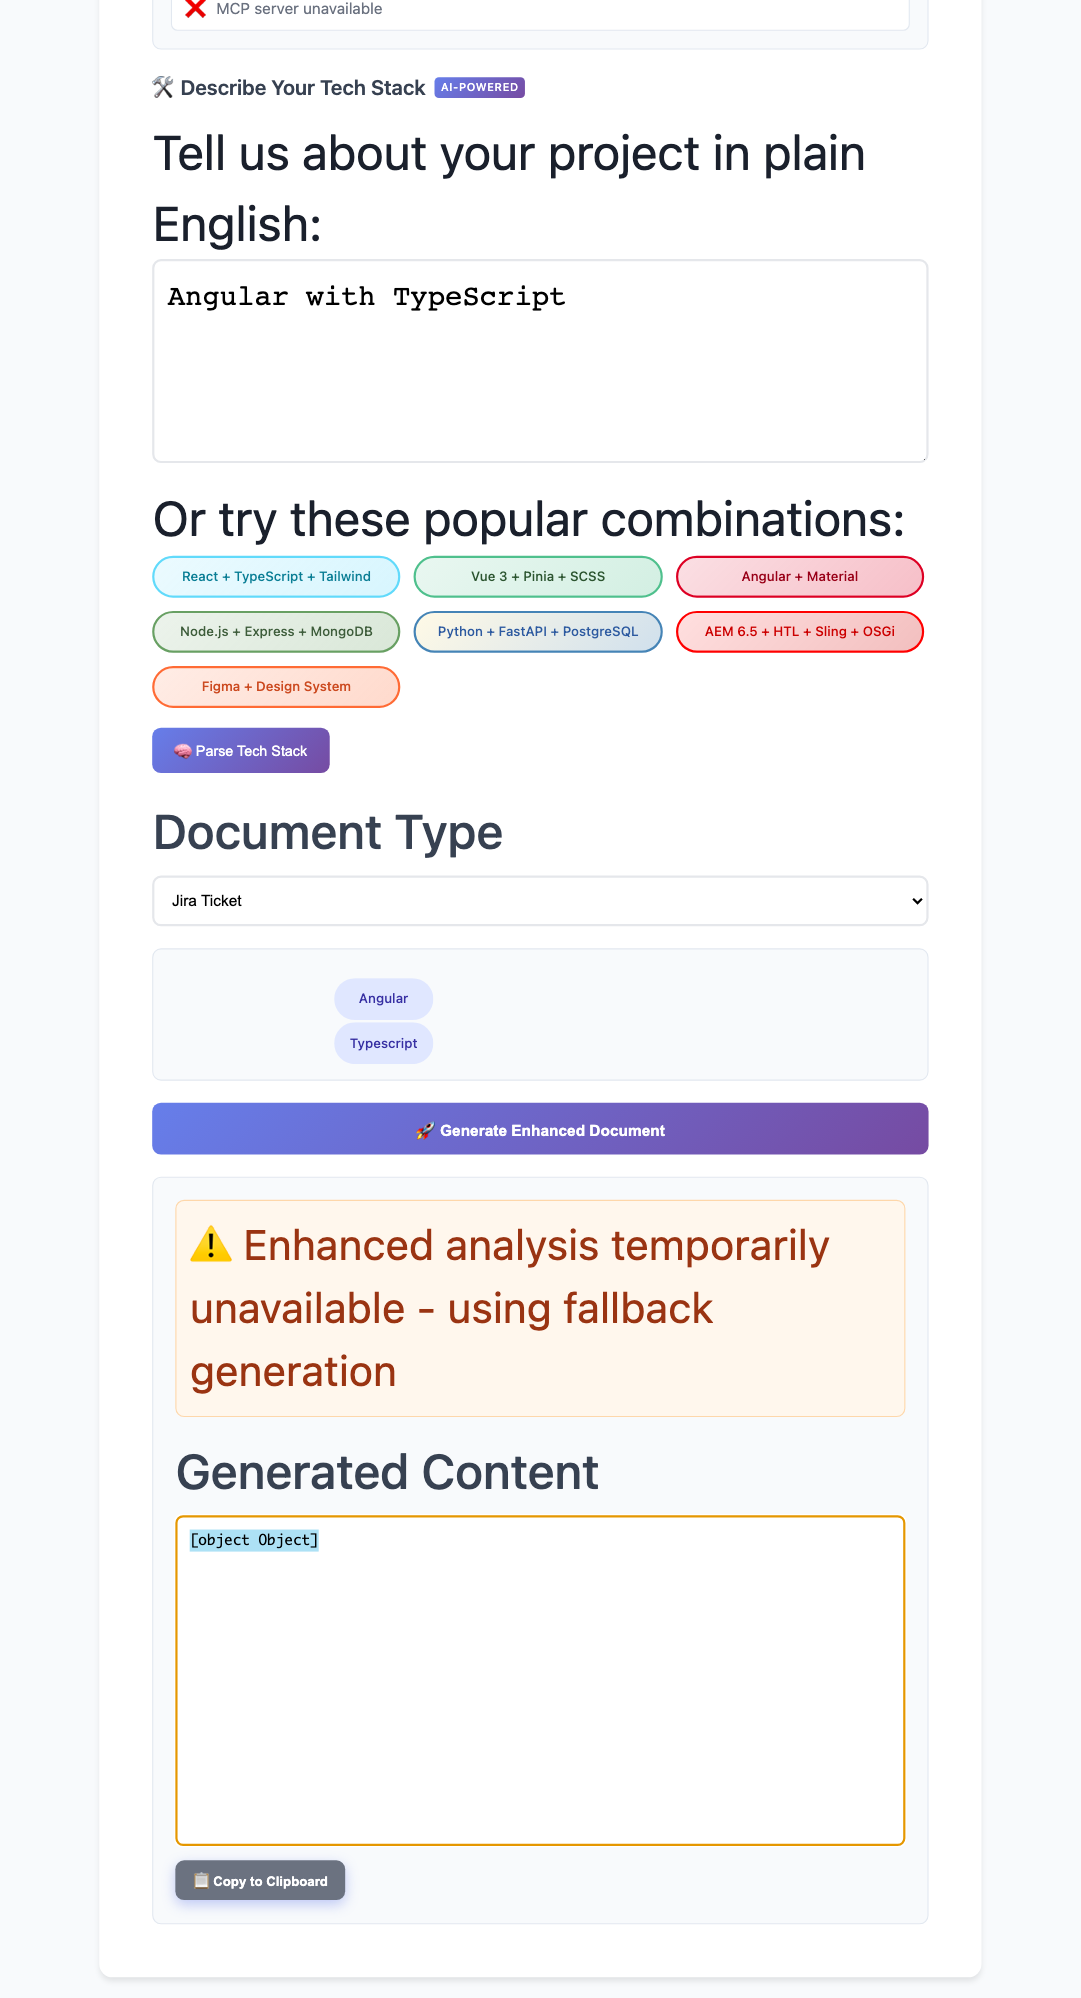 ❌ MCP server unavailable
🛠️ Describe Your Tech Stack AI-POWERED
Tell us about your project in plain
English:
Angular with TypeScript
Or try these popular combinations:
React + TypeScript + Tailwind
Vue 3 + Pinia + SCSS
Angular + Material
Node.js + Express + MongoDB
Python + FastAPI + PostgreSQL
AEM 6.5 + HTL + Sling + OSGi
Figma + Design System
🧠 Parse Tech Stack
Document Type
Jira Ticket
Angular
Typescript
🚀 Generate Enhanced Document
⚠️ Enhanced analysis temporarily
unavailable - using fallback
generation
Generated Content
[object Object]
📋 Copy to Clipboard